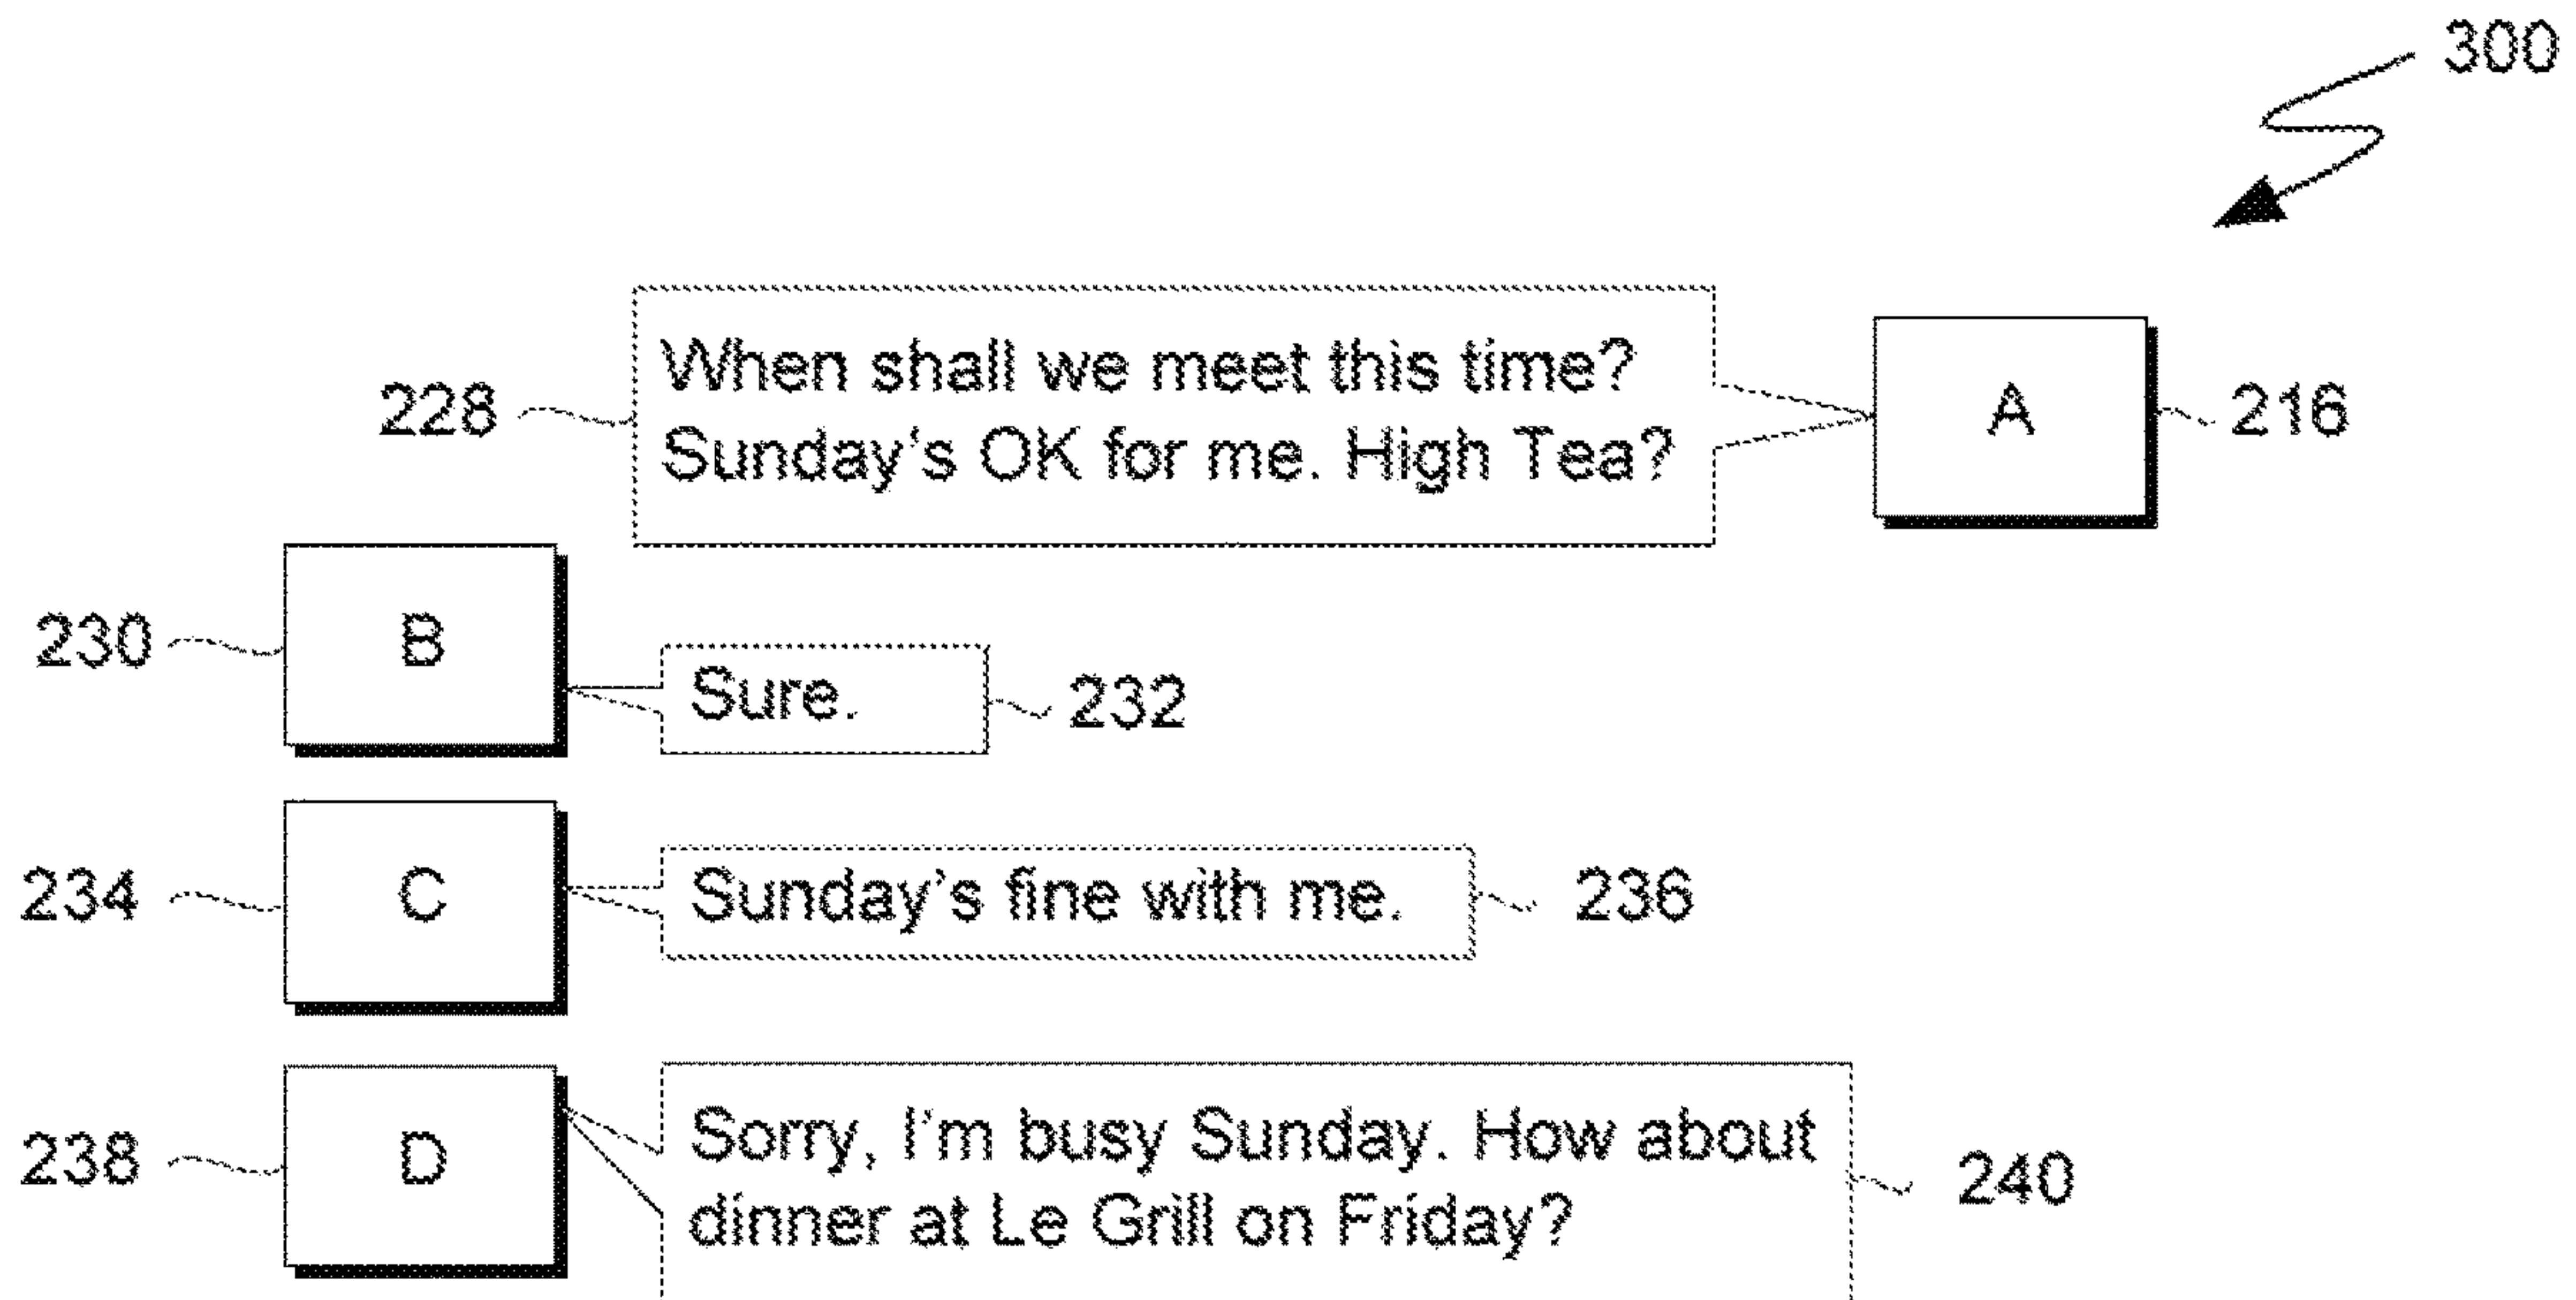 300
When shall we meet this time?
Sunday's OK for me. High Tea?
228
A
216
B
230
Sure.
232
C
234
Sunday's fine with me.
236
D
238
Sorry, I'm busy Sunday. How about
dinner at Le Grill on Friday?
240